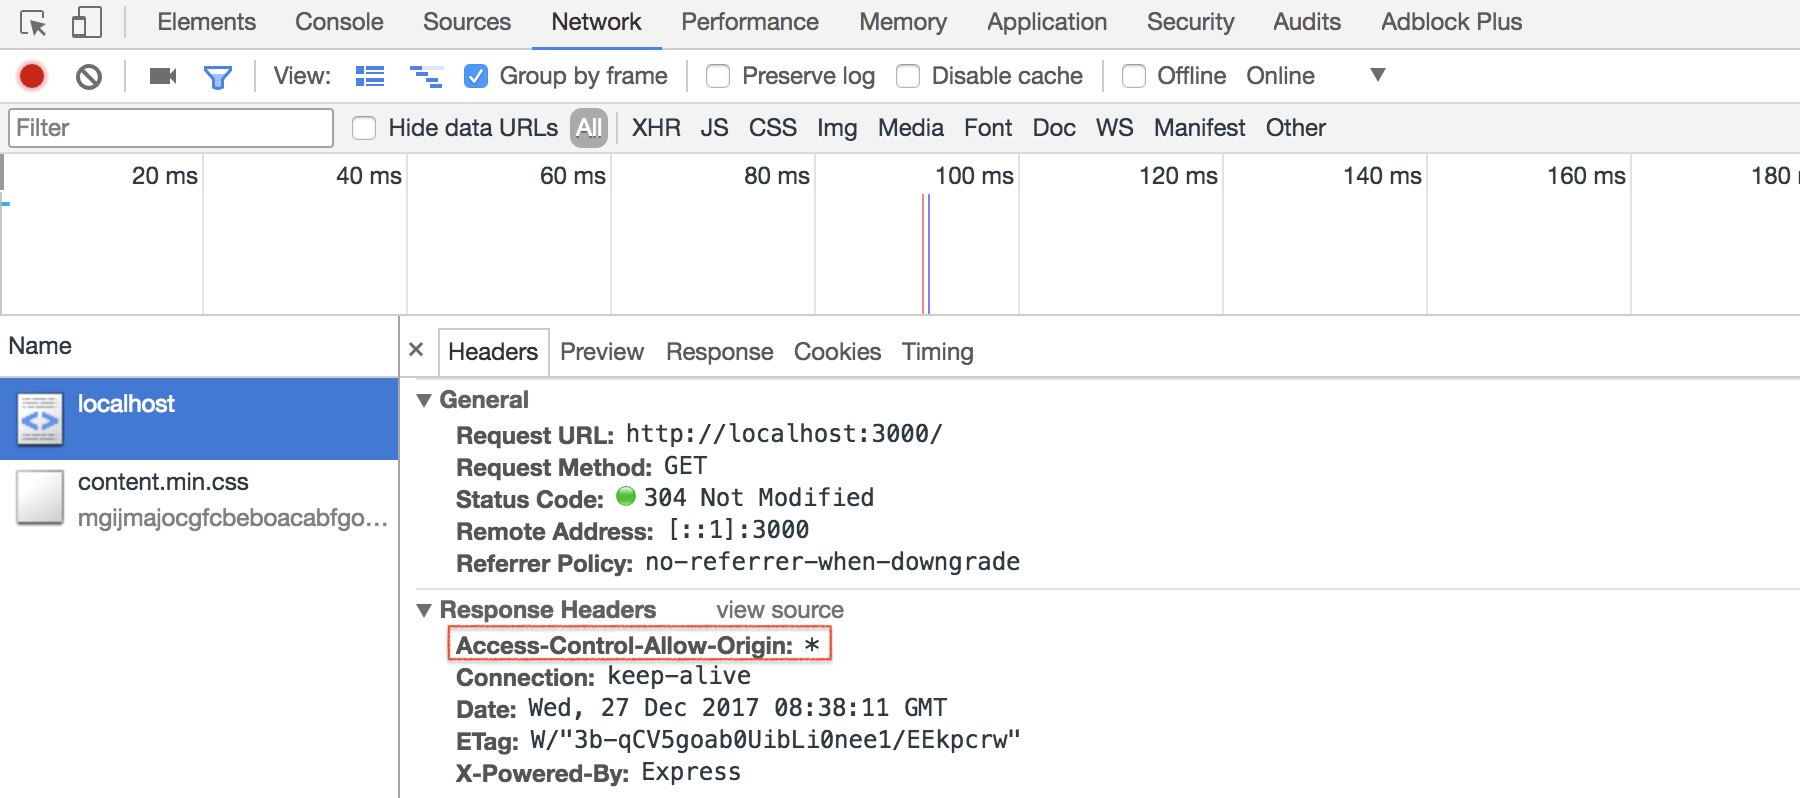 Elements Console Sources Network Performance Memory Application Security Audits Adblock Plus
View: Group by frame Preserve log Disable cache Offline Online
Filter Hide data URLs All XHR JS CSS Img Media Font Doc WS Manifest Other
20 ms 40 ms 60 ms 80 ms 100 ms 120 ms 140 ms 160 ms 180
Name
localhost
content.min.css
mgijmajocgfcbeboacabfgo...
× Headers Preview Response Cookies Timing
General
Request URL: http://localhost:3000/
Request Method: GET
Status Code: 304 Not Modified
Remote Address: [::1]:3000
Referrer Policy: no-referrer-when-downgrade
Response Headers view source
Access-Control-Allow-Origin: *
Connection: keep-alive
Date: Wed, 27 Dec 2017 08:38:11 GMT
ETag: W/"3b-qCV5goab0UibLi0nee1/EEkpcrw"
X-Powered-By: Express